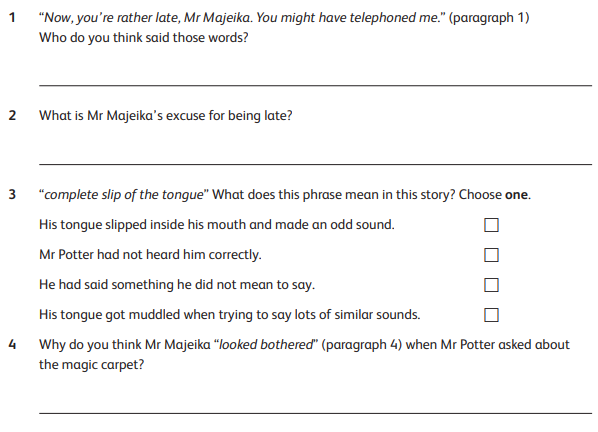 1 “Now, you’re rather late, Mr Majeika. You might have telephoned me.” (paragraph 1)
Who do you think said those words?
2 What is Mr Majeika’s excuse for being late?
3 “complete slip of the tongue” What does this phrase mean in this story? Choose one.
His tongue slipped inside his mouth and made an odd sound.
Mr Potter had not heard him correctly.
He had said something he did not mean to say.
His tongue got muddled when trying to say lots of similar sounds.
4 Why do you think Mr Majeika “looked bothered” (paragraph 4) when Mr Potter asked about
the magic carpet?